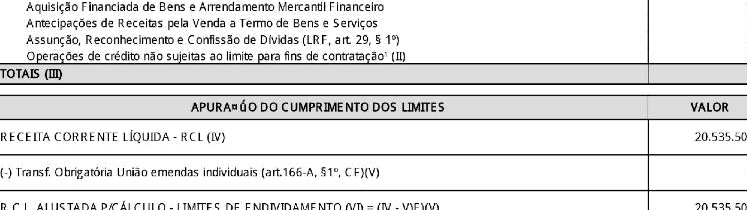 Aquisição Financiada de Bens e Arrendamento Mercantil Financeiro
Antecipações de Receitas pela Venda a Termo de Bens e Serviços
Assunção, Reconhecimento e Confissão de Dívidas (LRF, art. 29, § 1º)
Operações de crédito não sujeitas ao limite para fins de contratação¹ (II)
TOTAIS (III)
APURA¤ÚO DO CUMPRIMENTO DOS LIMITES VALOR
RECEITA CORRENTE LÍQUIDA - RCL (IV) 20.535.50
(-) Transf. Obrigatória União emendas individuais (art.166-A, §1º, CF)(V)
R.C.L. AJUSTADA P/CÁLCULO - LIMITES DE ENDIVIDAMENTO (VI) = (IV - V)F)(V) 20.535.50